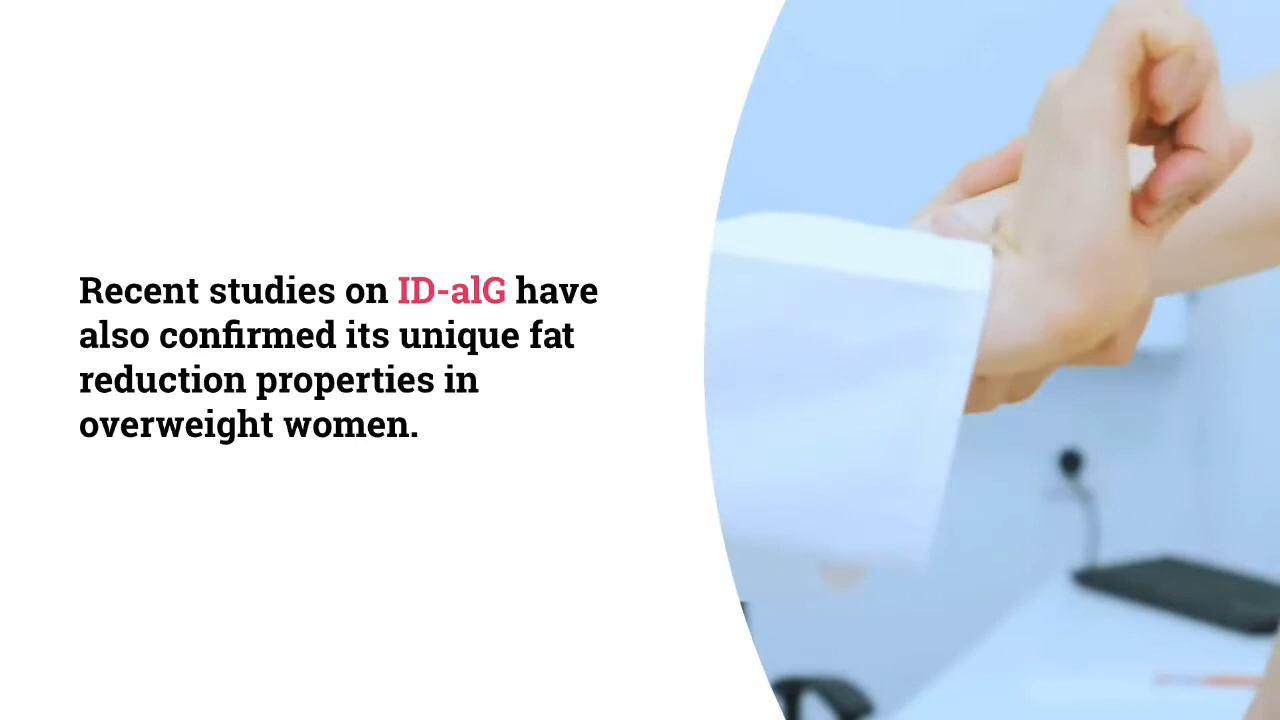 Recent studies on ID-alG have
also confirmed its unique fat
reduction properties in
overweight women.